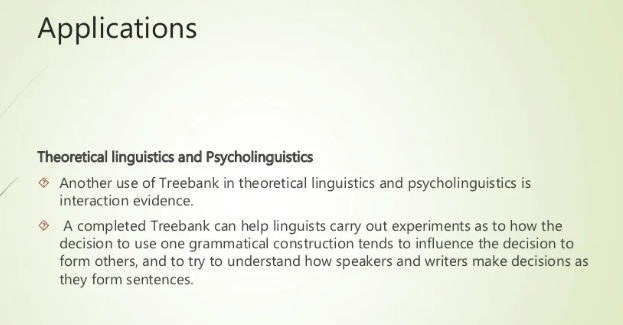 Applications
Theoretical linguistics and Psycholinguistics
Another use of Treebank in theoretical linguistics and psycholinguistics is
interaction evidence.
A completed Treebank can help linguists carry out experiments as to how the
decision to use one grammatical construction tends to influence the decision to
form others, and to try to understand how speakers and writers make decisions as
they form sentences.